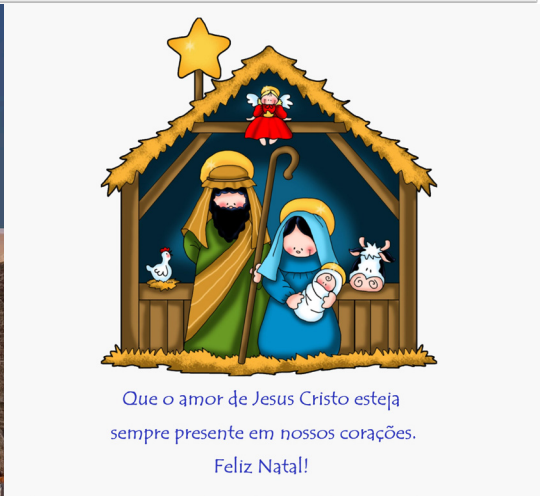 Que o amor de Jesus Cristo esteja
sempre presente em nossos corações.
Feliz Natal!